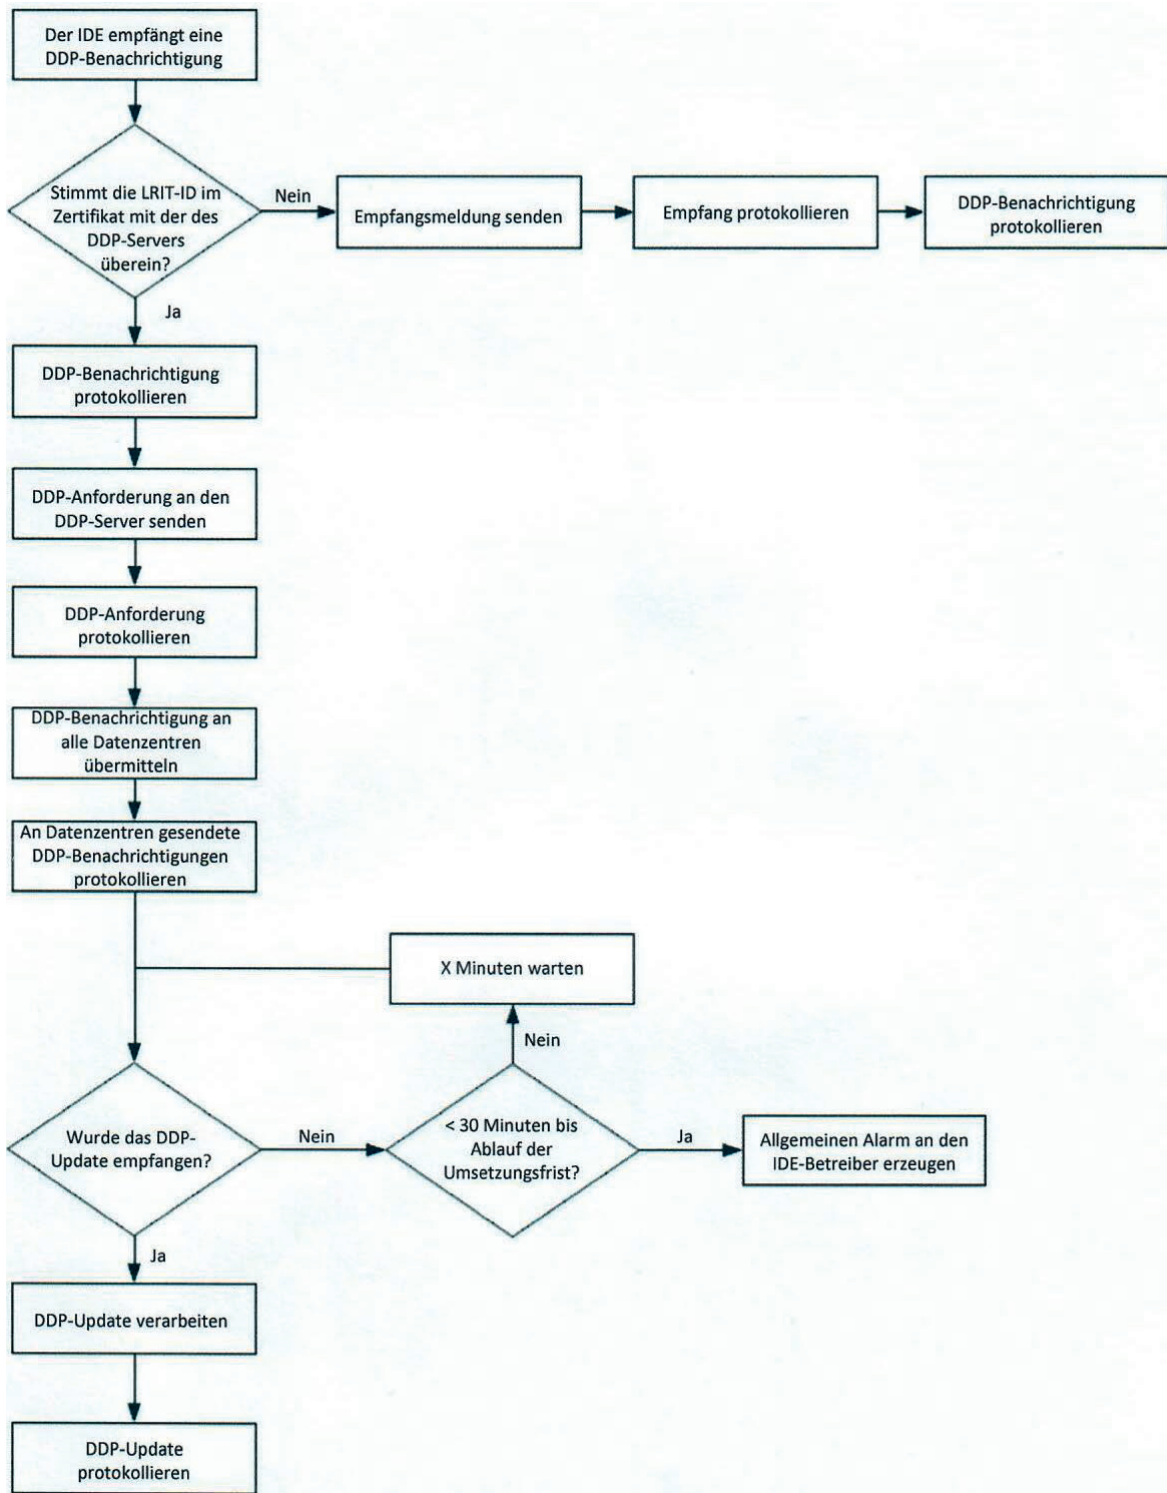 Der IDE empfängt eine
DDP-Benachrichtigung
Stimmt die LRIT-ID im
Zertifikat mit der des
DDP-Servers
überein?
Nein
Empfangsmeldung senden
Empfang protokollieren
DDP-Benachrichtigung
protokollieren
Ja
DDP-Benachrichtigung
protokollieren
DDP-Anforderung an den
DDP-Server senden
DDP-Anforderung
protokollieren
DDP-Benachrichtigung an
alle Datenzentren
übermitteln
An Datenzentren gesendete
DDP-Benachrichtigungen
protokollieren
X Minuten warten
Nein
Wurde das DDP-
Update empfangen?
Nein
< 30 Minuten bis
Ablauf der
Umsetzungsfrist?
Ja
Allgemeinen Alarm an den
IDE-Betreiber erzeugen
Ja
DDP-Update verarbeiten
DDP-Update
protokollieren